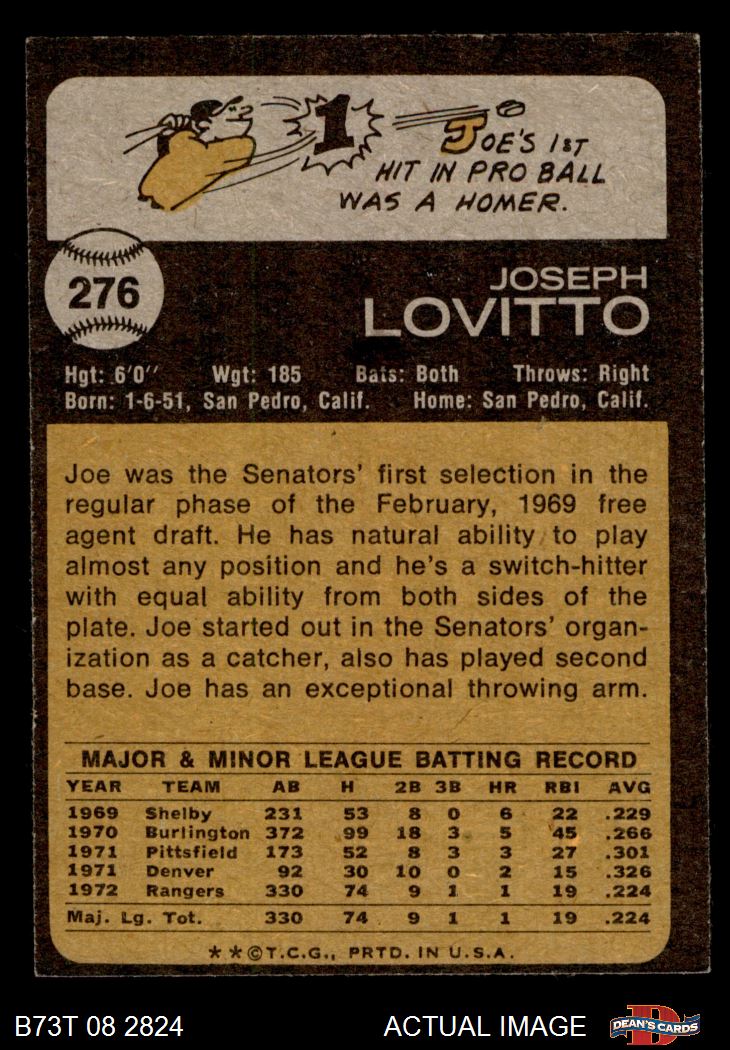 1
JOE'S 1ST
HIT IN PRO BALL
WAS A HOMER.
276
JOSEPH
LOVITTO
Hgt: 6'0" Wgt: 185 Bats: Both Throws: Right
Born: 1-6-51, San Pedro, Calif. Home: San Pedro, Calif.
Joe was the Senators' first selection in the
regular phase of the February, 1969 free
agent draft. He has natural ability to play
almost any position and he's a switch-hitter
with equal ability from both sides of the
plate. Joe started out in the Senators' organ-
ization as a catcher, also has played second
base. Joe has an exceptional throwing arm.
MAJOR & MINOR LEAGUE BATTING RECORD
YEAR TEAM AB H 2B 3B HR RBI AVG
1969 Shelby 231 53 8 0 6 22 .229
1970 Burlington 372 99 18 3 5 45 .266
1971 Pittsfield 173 52 8 3 3 27 .301
1971 Denver 92 30 10 0 2 15 .326
1972 Rangers 330 74 9 1 1 19 .224
Maj. Lg. Tot. 330 74 9 1 1 19 .224
**©T.C.G., PRTD. IN U.S.A.
B73T 08 2824 ACTUAL IMAGE D DEAN'S CARDS